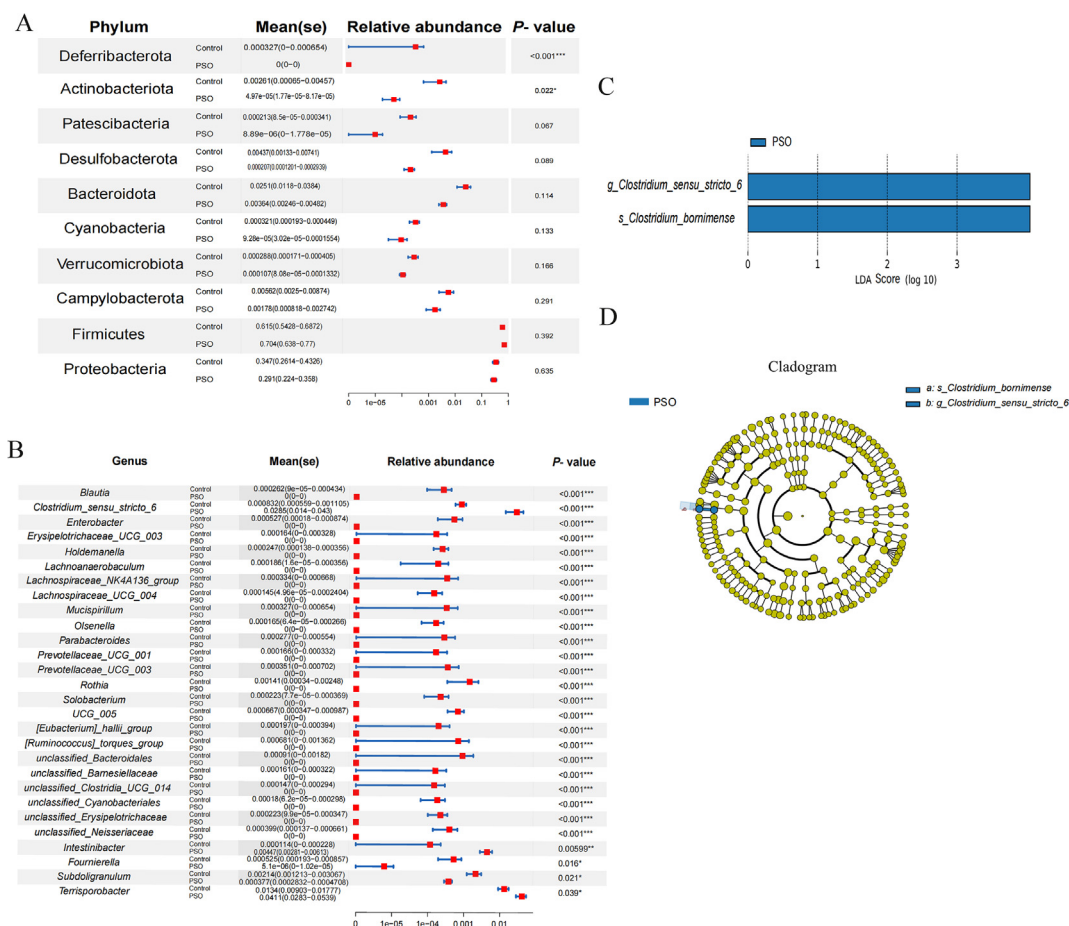 A
Phylum Mean(se) Relative abundance P- value
Deferribacterota Control 0.000327(0−0.000654) <0.001***
PSO 0(0−0)
Actinobacteriota Control 0.00261(0.00065−0.00457) 0.022*
PSO 4.97e−05(1.77e−05−8.17e−05)
Patescibacteria Control 0.000213(8.5e−05−0.000341) 0.067
PSO 8.89e−06(0−1.778e−05)
Desulfobacterota Control 0.00437(0.00133−0.00741) 0.089
PSO 0.000207(0.0001201−0.0002939)
Bacteroidota Control 0.0251(0.0118−0.0384) 0.114
PSO 0.00364(0.00246−0.00482)
Cyanobacteria Control 0.000321(0.000193−0.000449) 0.133
PSO 9.28e−05(3.02e−05−0.0001554)
Verrucomicrobiota Control 0.000288(0.000171−0.000405) 0.166
PSO 0.000107(8.08e−05−0.0001332)
Campylobacterota Control 0.00562(0.0025−0.00874) 0.291
PSO 0.00178(0.000818−0.002742)
Firmicutes Control 0.615(0.5428−0.6872) 0.392
PSO 0.704(0.638−0.77)
Proteobacteria Control 0.347(0.2614−0.4326) 0.635
PSO 0.291(0.224−0.358)
0 1e−05 0.001 0.01 0.1 1
B
Genus Mean(se) Relative abundance P- value
Blautia Control 0.000262(9e−05−0.000434) <0.001***
PSO 0(0−0)
Clostridium_sensu_stricto_6 Control 0.000832(0.000559−0.001105) <0.001***
PSO 0.0285(0.014−0.043)
Enterobacter Control 0.000527(0.00018−0.000874) <0.001***
PSO 0(0−0)
Erysipelotrichaceae_UCG_003 Control 0.000164(0−0.000328) <0.001***
PSO 0(0−0)
Holdemanella Control 0.000247(0.000138−0.000356) <0.001***
PSO 0(0−0)
Lachnoanaerobaculum Control 0.000186(1.6e−05−0.000356) <0.001***
PSO 0(0−0)
Lachnospiraceae_NK4A136_group Control 0.000334(0−0.000668) <0.001***
PSO 0(0−0)
Lachnospiraceae_UCG_004 Control 0.000145(4.96e−05−0.0002404) <0.001***
PSO 0(0−0)
Mucispirillum Control 0.000327(0−0.000654) <0.001***
PSO 0(0−0)
Olsenella Control 0.000165(6.4e−05−0.000266) <0.001***
PSO 0(0−0)
Parabacteroides Control 0.000277(0−0.000554) <0.001***
PSO 0(0−0)
Prevotellaceae_UCG_001 Control 0.000166(0−0.000332) <0.001***
PSO 0(0−0)
Prevotellaceae_UCG_003 Control 0.000351(0−0.000702) <0.001***
PSO 0(0−0)
Rothia Control 0.00141(0.00034−0.00248) <0.001***
PSO 0(0−0)
Solobacterium Control 0.000223(7.7e−05−0.000369) <0.001***
PSO 0(0−0)
UCG_005 Control 0.000667(0.000347−0.000987) <0.001***
PSO 0(0−0)
[Eubacterium]_hallii_group Control 0.000197(0−0.000394) <0.001***
PSO 0(0−0)
[Ruminococcus]_torques_group Control 0.000681(0−0.001362) <0.001***
PSO 0(0−0)
unclassified_Bacteroidales Control 0.00091(0−0.00182) <0.001***
PSO 0(0−0)
unclassified_Barnesiellaceae Control 0.000161(0−0.000322) <0.001***
PSO 0(0−0)
unclassified_Clostridia_UCG_014 Control 0.000147(0−0.000294) <0.001***
PSO 0(0−0)
unclassified_Cyanobacteriales Control 0.00018(6.2e−05−0.000298) <0.001***
PSO 0(0−0)
unclassified_Erysipelotrichaceae Control 0.000223(9.9e−05−0.000347) <0.001***
PSO 0(0−0)
unclassified_Neisseriaceae Control 0.000399(0.000137−0.000661) <0.001***
PSO 0(0−0)
Intestinibacter Control 0.000114(0−0.000228) 0.00599**
PSO 0.00447(0.00281−0.00613)
Fournierella Control 0.000525(0.000193−0.000857) 0.016*
PSO 5.1e−06(0−1.02e−05)
Subdoligranulum Control 0.00214(0.001213−0.003067) 0.021*
PSO 0.000377(0.0002832−0.0004708)
Terrisporobacter Control 0.0134(0.00903−0.01777) 0.039*
PSO 0.0411(0.0283−0.0539)
0 1e−05 1e−04 0.001 0.01
C
PSO
g_Clostridium_sensu_stricto_6
s_Clostridium_bornimense
0 1 2 3
LDA Score (log 10)
D
Cladogram
PSO
a: s_Clostridium_bornimense
b: g_Clostridium_sensu_stricto_6